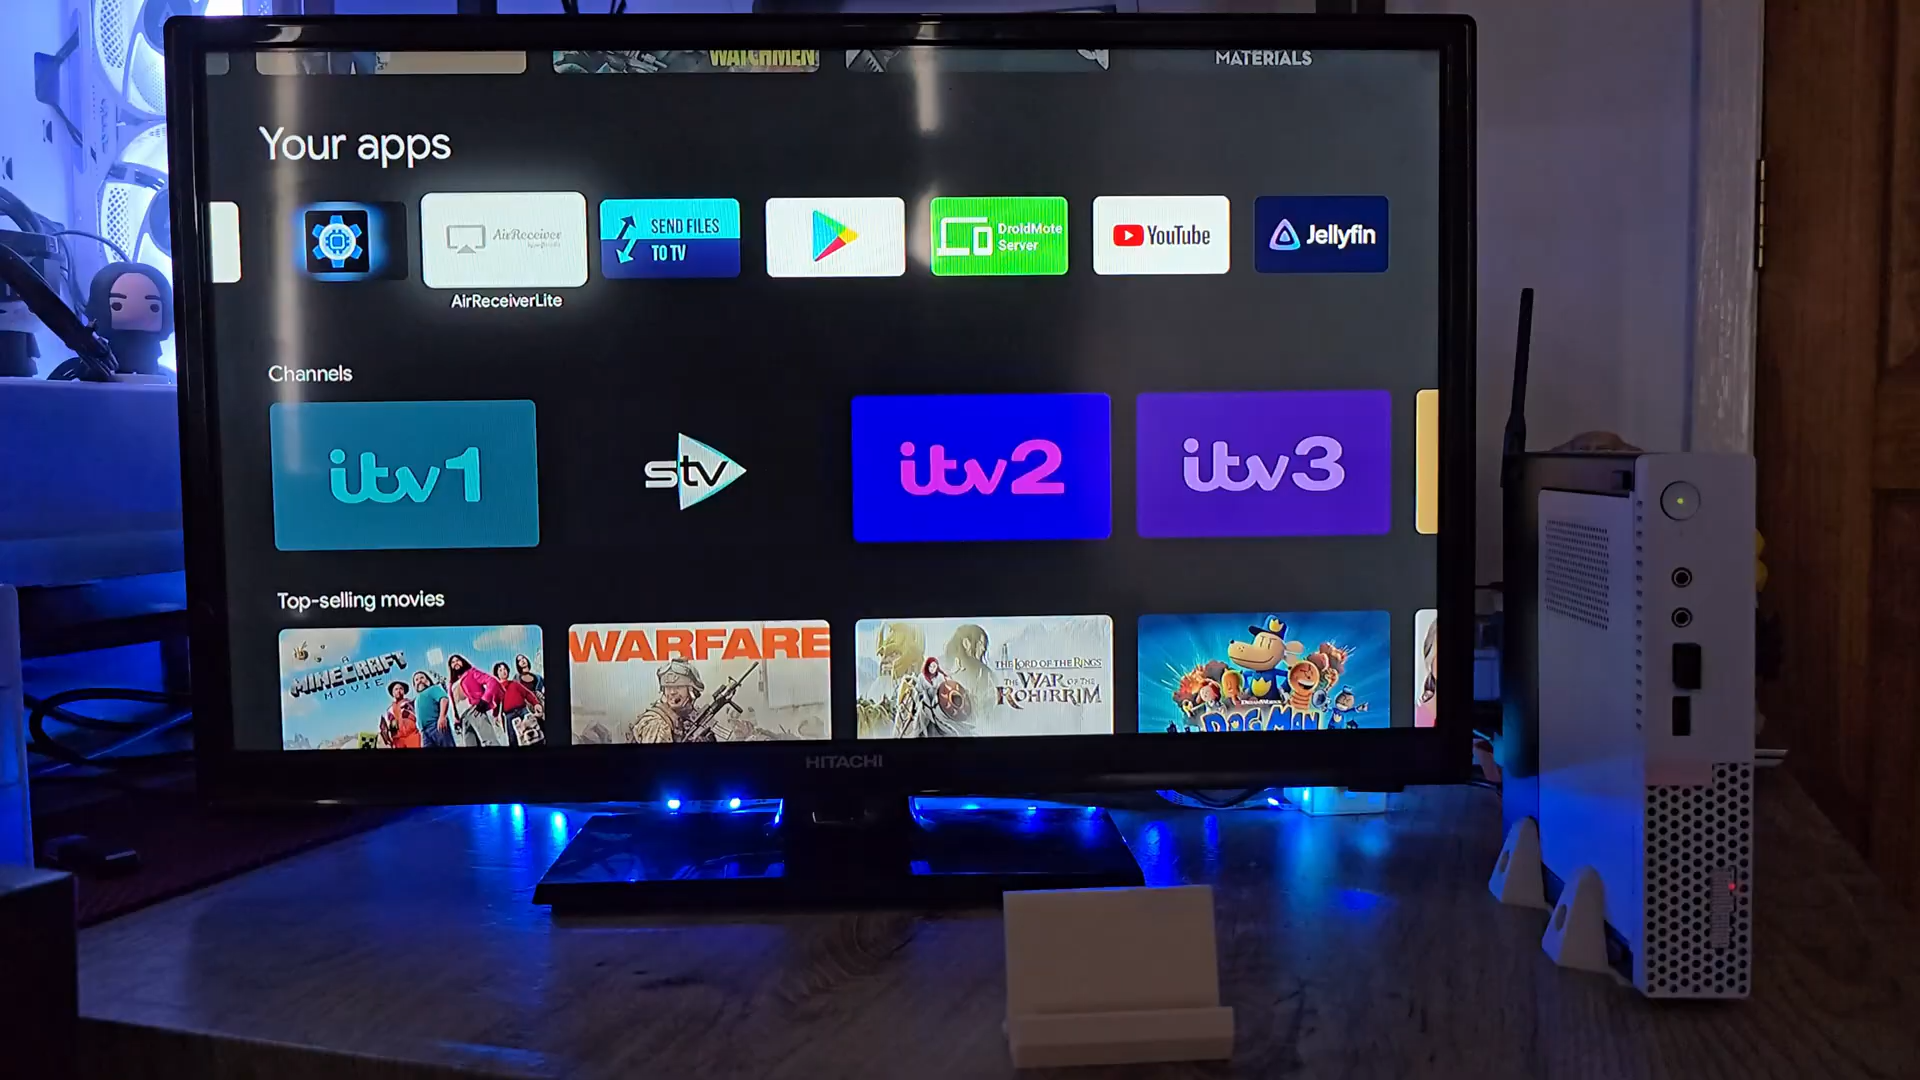 WATCHMEN
MATERIALS
Your apps
AirReceiver
SEND FILES
TO TV
DroidMote
Server
YouTube
Jellyfin
AirReceiverLite
Channels
itv1
stv
itv2
itv3
Top-selling movies
A
MINECRAFT
MOVIE
WARFARE
THE LORD OF THE RINGS
THE WAR OF THE
ROHIRRIM
DREAMWORKS
DOG MAN
HITACHI